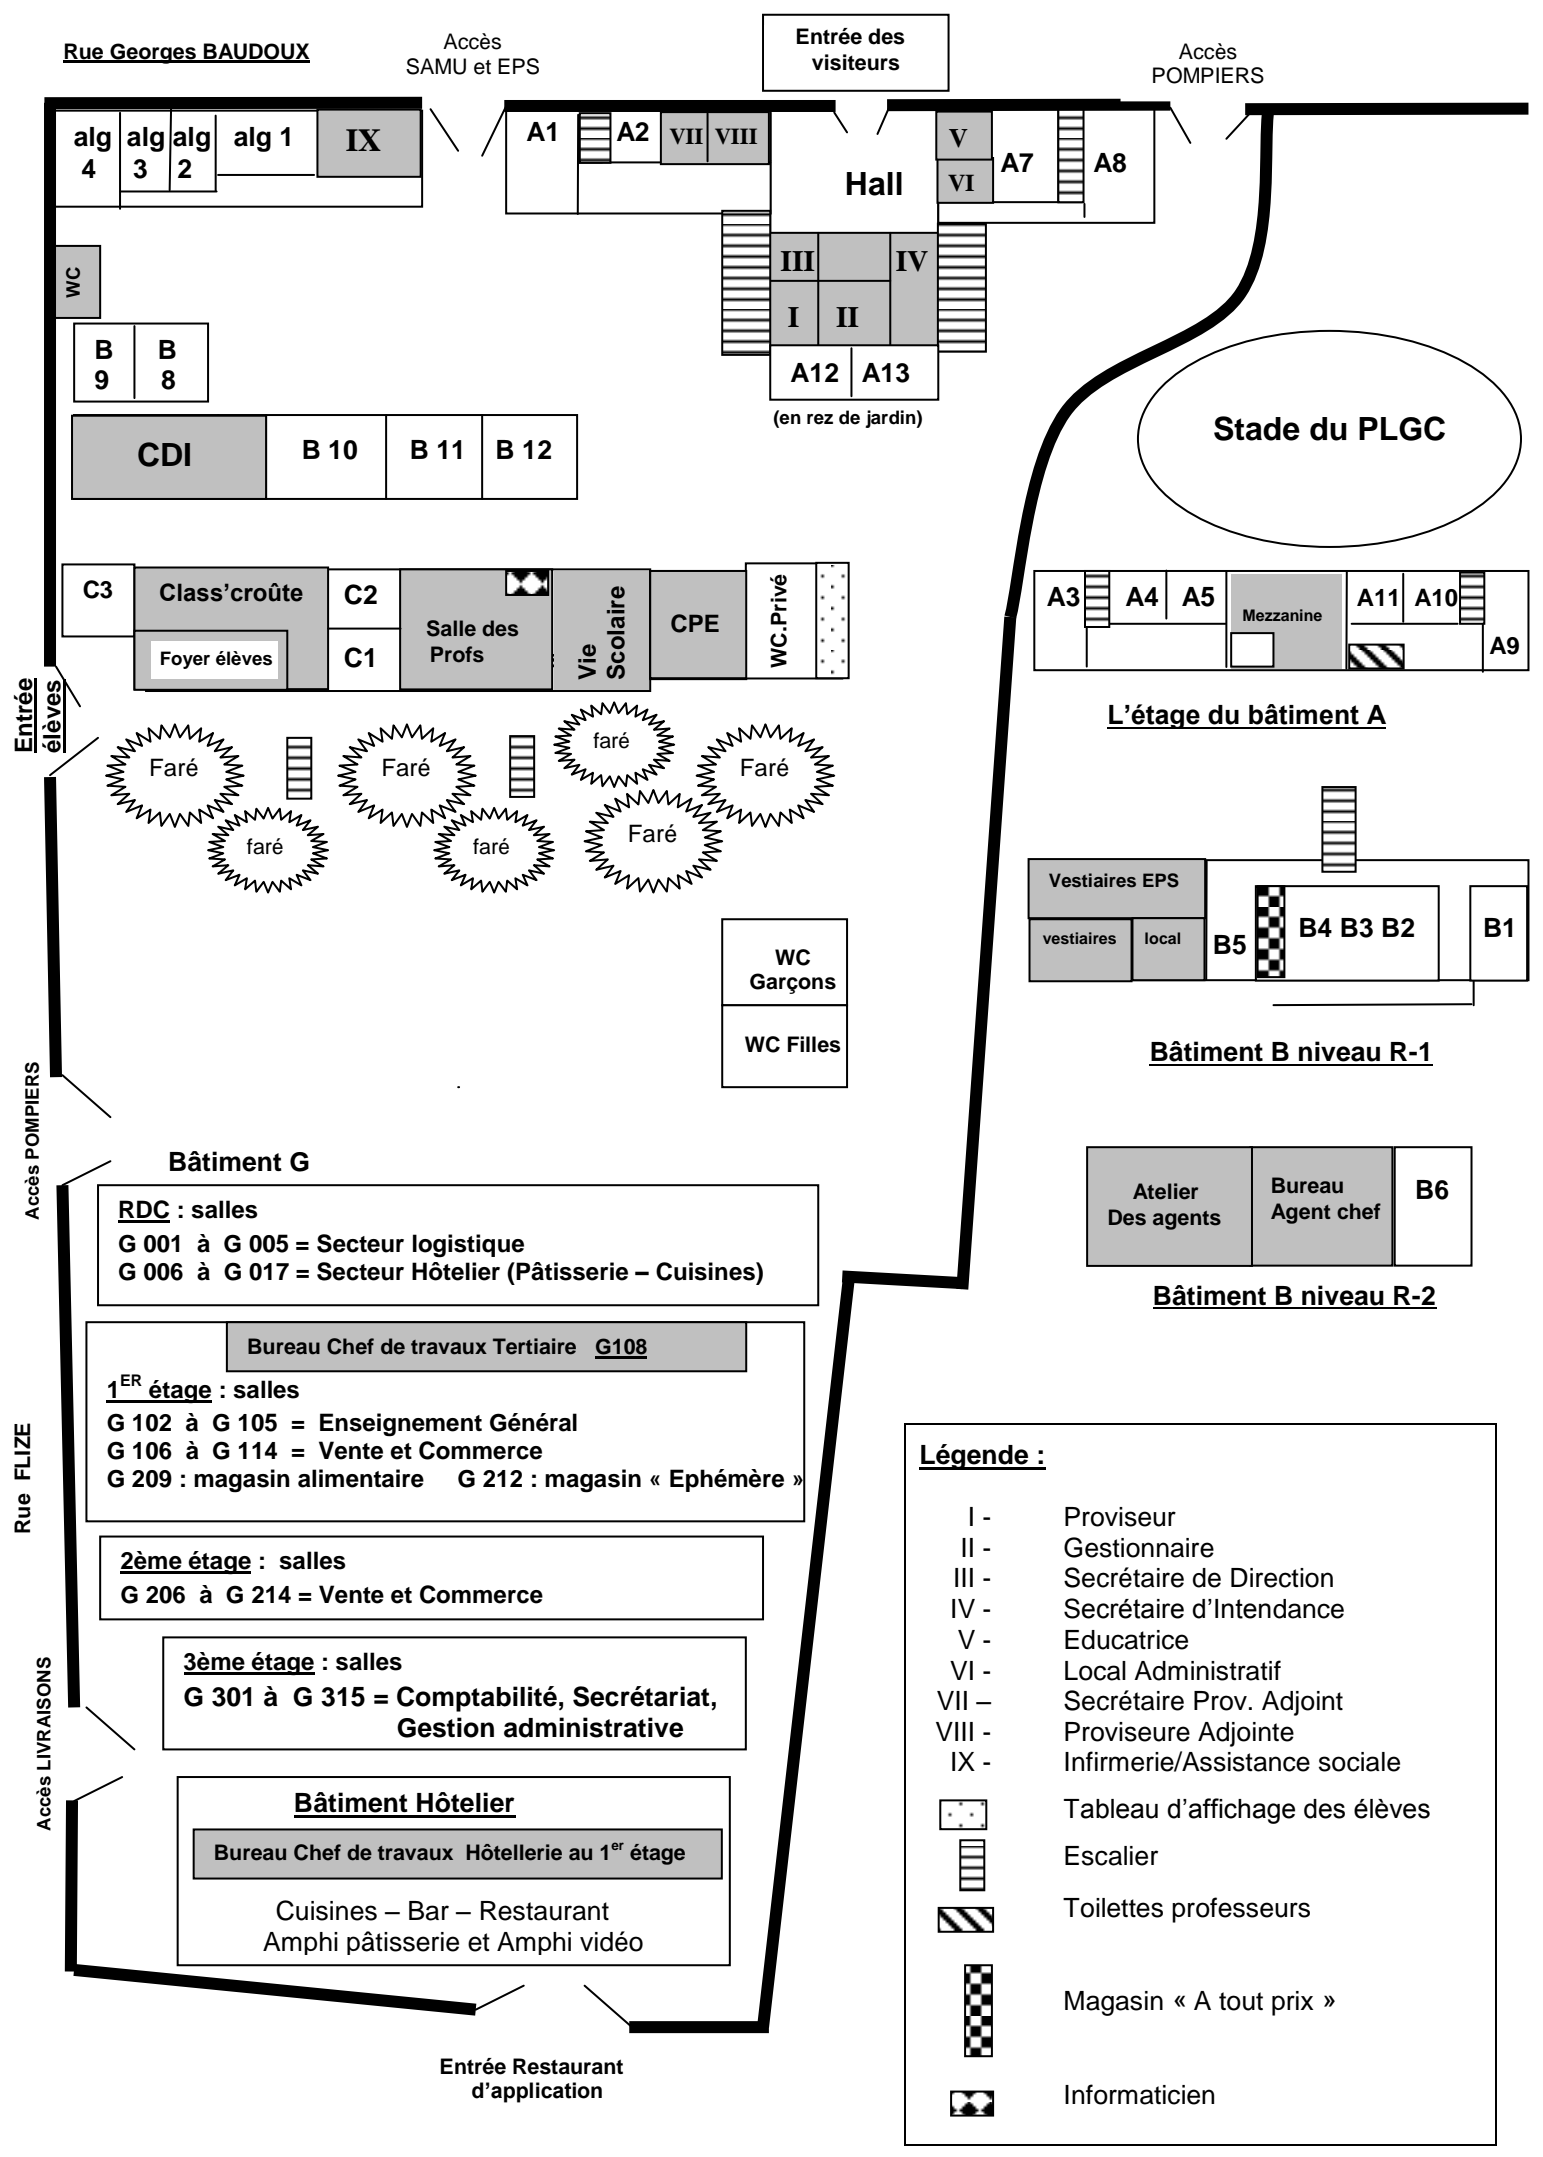 Rue Georges BAUDOUX
Accès
SAMU et EPS
Entrée des
visiteurs
Accès
POMPIERS
alg
4
alg
3
alg
2
alg 1
IX
A1
A2
VII
VIII
Hall
V
VI
A7
A8
WC
III
IV
I
II
A12
A13
(en rez de jardin)
B
9
B
8
CDI
B 10
B 11
B 12
Stade du PLGC
C3
Class’croûte
Foyer élèves
C2
C1
Salle des
Profs
Vie
Scolaire
CPE
WC.Privé
A3
A4
A5
Mezzanine
A11
A10
A9
L’étage du bâtiment A
Entrée
élèves
Faré
Faré
faré
Faré
faré
faré
Faré
Vestiaires EPS
vestiaires
local
B5
B4 B3 B2
B1
Bâtiment B niveau R-1
WC
Garçons
WC Filles
Accès POMPIERS
Atelier
Des agents
Bureau
Agent chef
B6
Bâtiment B niveau R-2
Bâtiment G
RDC : salles
G 001 à G 005 = Secteur logistique
G 006 à G 017 = Secteur Hôtelier (Pâtisserie – Cuisines)
Bureau Chef de travaux Tertiaire G108
1ER étage : salles
G 102 à G 105 = Enseignement Général
G 106 à G 114 = Vente et Commerce
G 209 : magasin alimentaire G 212 : magasin « Ephémère »
Rue FLIZE
2ème étage : salles
G 206 à G 214 = Vente et Commerce
3ème étage : salles
G 301 à G 315 = Comptabilité, Secrétariat,
Gestion administrative
Accès LIVRAISONS
Bâtiment Hôtelier
Bureau Chef de travaux Hôtellerie au 1er étage
Cuisines – Bar – Restaurant
Amphi pâtisserie et Amphi vidéo
Entrée Restaurant
d’application
Légende :
I - Proviseur
II - Gestionnaire
III - Secrétaire de Direction
IV - Secrétaire d’Intendance
V - Educatrice
VI - Local Administratif
VII – Secrétaire Prov. Adjoint
VIII - Proviseure Adjointe
IX - Infirmerie/Assistance sociale
Tableau d’affichage des élèves
Escalier
Toilettes professeurs
Magasin « A tout prix »
Informaticien